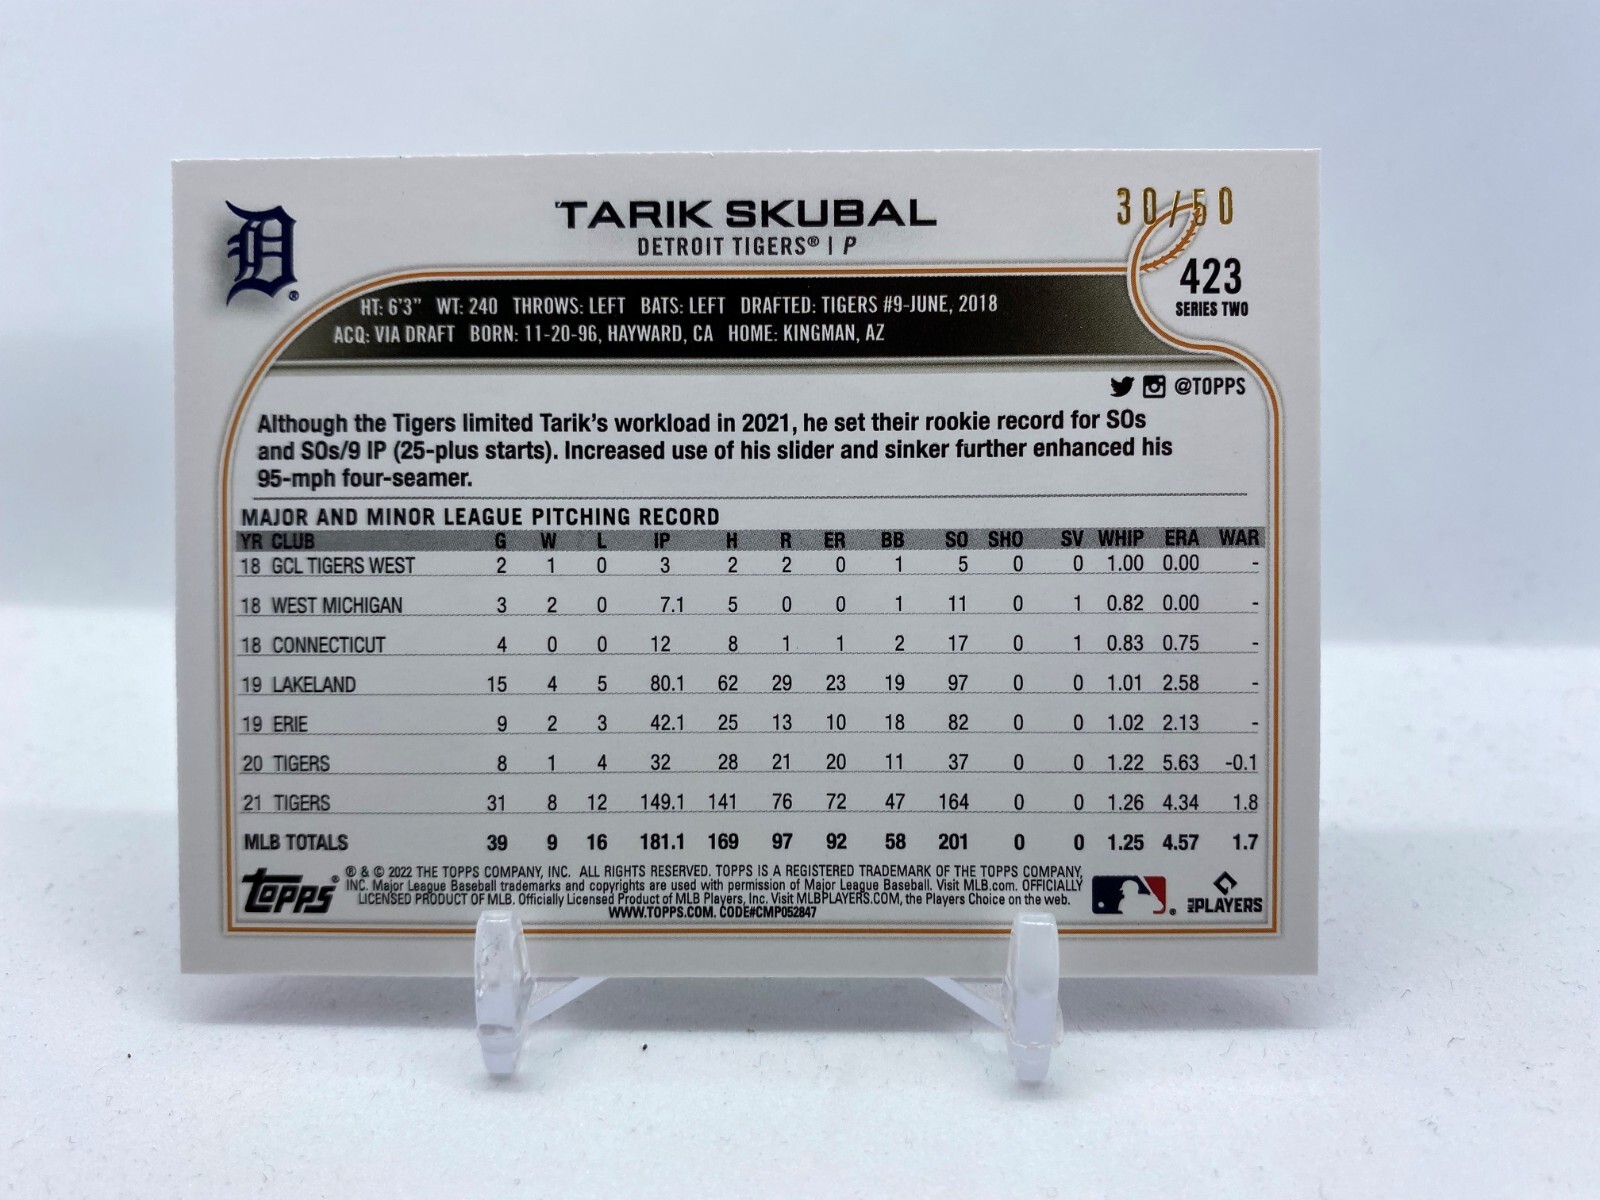 TARIK SKUBAL
DETROIT TIGERS® | P
30/50
423
SERIES TWO
D®
HT: 6'3" WT: 240 THROWS: LEFT BATS: LEFT DRAFTED: TIGERS #9-JUNE, 2018
ACQ: VIA DRAFT BORN: 11-20-96, HAYWARD, CA HOME: KINGMAN, AZ
@TOPPS
Although the Tigers limited Tarik's workload in 2021, he set their rookie record for SOs
and SOs/9 IP (25-plus starts). Increased use of his slider and sinker further enhanced his
95-mph four-seamer.
MAJOR AND MINOR LEAGUE PITCHING RECORD
YR CLUB G W L IP H R ER BB SO SHO SV WHIP ERA WAR
18 GCL TIGERS WEST 2 1 0 3 2 2 0 1 5 0 0 1.00 0.00 -
18 WEST MICHIGAN 3 2 0 7.1 5 0 0 1 11 0 1 0.82 0.00 -
18 CONNECTICUT 4 0 0 12 8 1 1 2 17 0 1 0.83 0.75 -
19 LAKELAND 15 4 5 80.1 62 29 23 19 97 0 0 1.01 2.58 -
19 ERIE 9 2 3 42.1 25 13 10 18 82 0 0 1.02 2.13 -
20 TIGERS 8 1 4 32 28 21 20 11 37 0 0 1.22 5.63 -0.1
21 TIGERS 31 8 12 149.1 141 76 72 47 164 0 0 1.26 4.34 1.8
MLB TOTALS 39 9 16 181.1 169 97 92 58 201 0 0 1.25 4.57 1.7
TOPPS®
® & © 2022 THE TOPPS COMPANY, INC. ALL RIGHTS RESERVED. TOPPS IS A REGISTERED TRADEMARK OF THE TOPPS COMPANY,
INC. Major League Baseball trademarks and copyrights are used with permission of Major League Baseball. Visit MLB.com. OFFICIALLY
LICENSED PRODUCT OF MLB. Officially Licensed Product of MLB Players, Inc. Visit MLBPLAYERS.COM, the Players Choice on the web.
WWW.TOPPS.COM. CODE#CMP052847
MLB PLAYERS